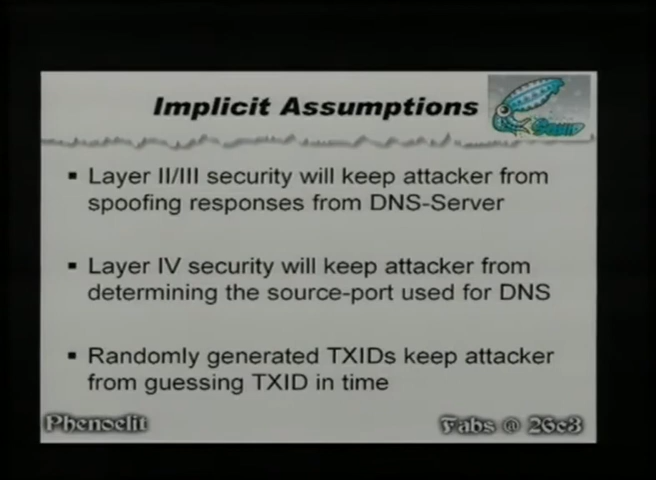 Implicit Assumptions
Squid
▪ Layer II/III security will keep attacker from
spoofing responses from DNS-Server
▪ Layer IV security will keep attacker from
determining the source-port used for DNS
▪ Randomly generated TXIDs keep attacker
from guessing TXID in time
Phenoelit
Fabs @ 26c3